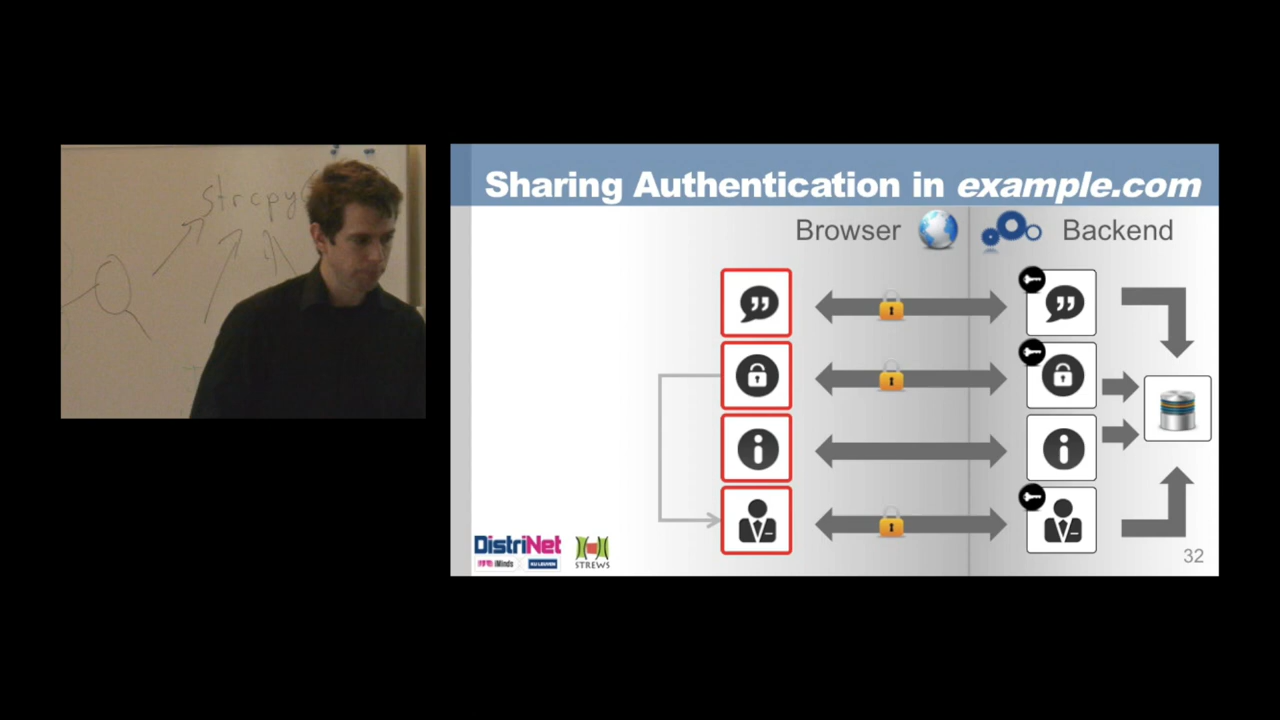 strcpy(
Sharing Authentication in example.com
Browser
Backend
DistriNet
iMinds
KU LEUVEN
STREWS
32